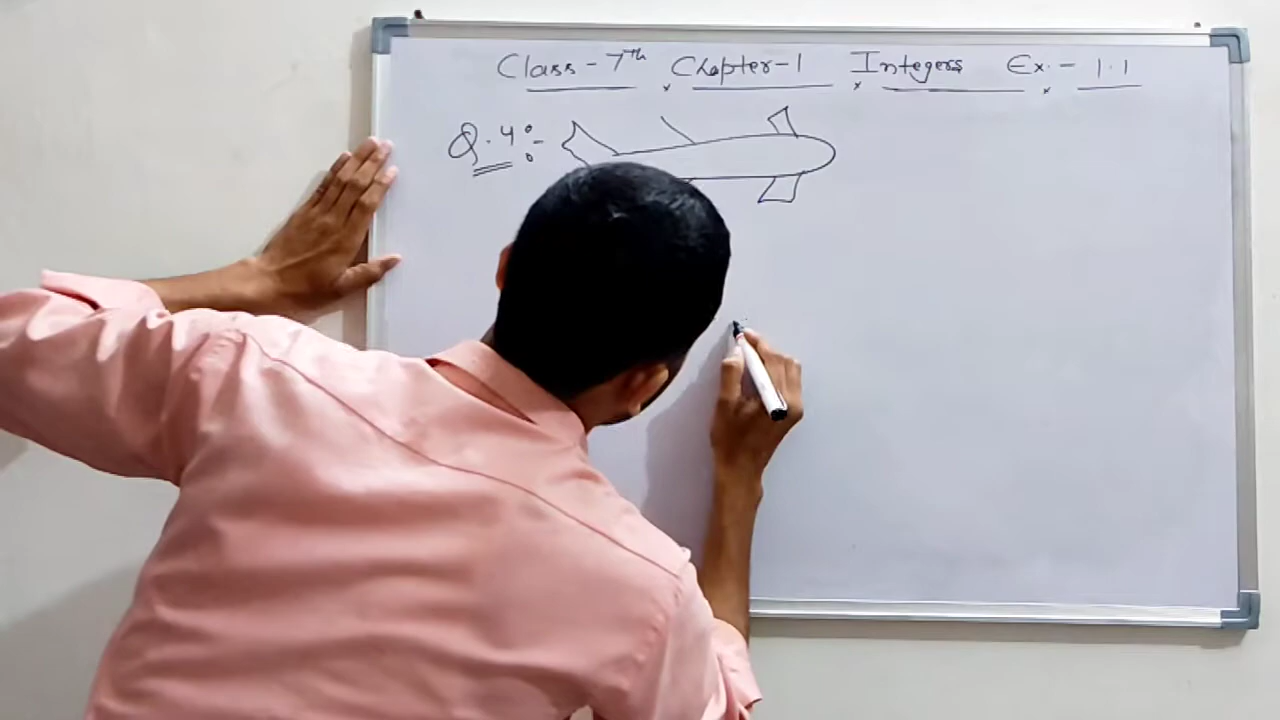 Class - 7th Chapter - 1 Integers Ex. - 1.1
Q. 4 :-